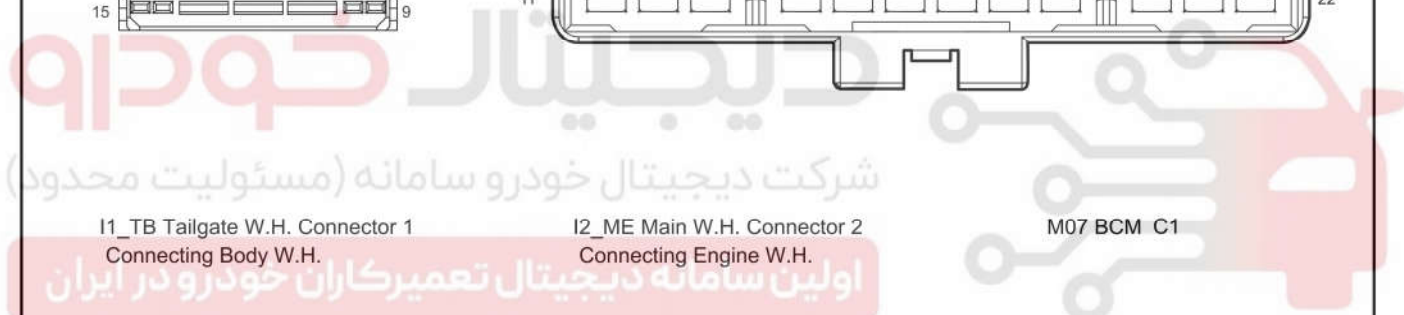 15 9 11 22
دیجیتال خودرو
شرکت دیجیتال خودرو سامانه (مسئولیت محدود)
I1_TB Tailgate W.H. Connector 1
Connecting Body W.H.
I2_ME Main W.H. Connector 2
Connecting Engine W.H.
M07 BCM C1
اولین سامانه دیجیتال تعمیرکاران خودرو در ایران